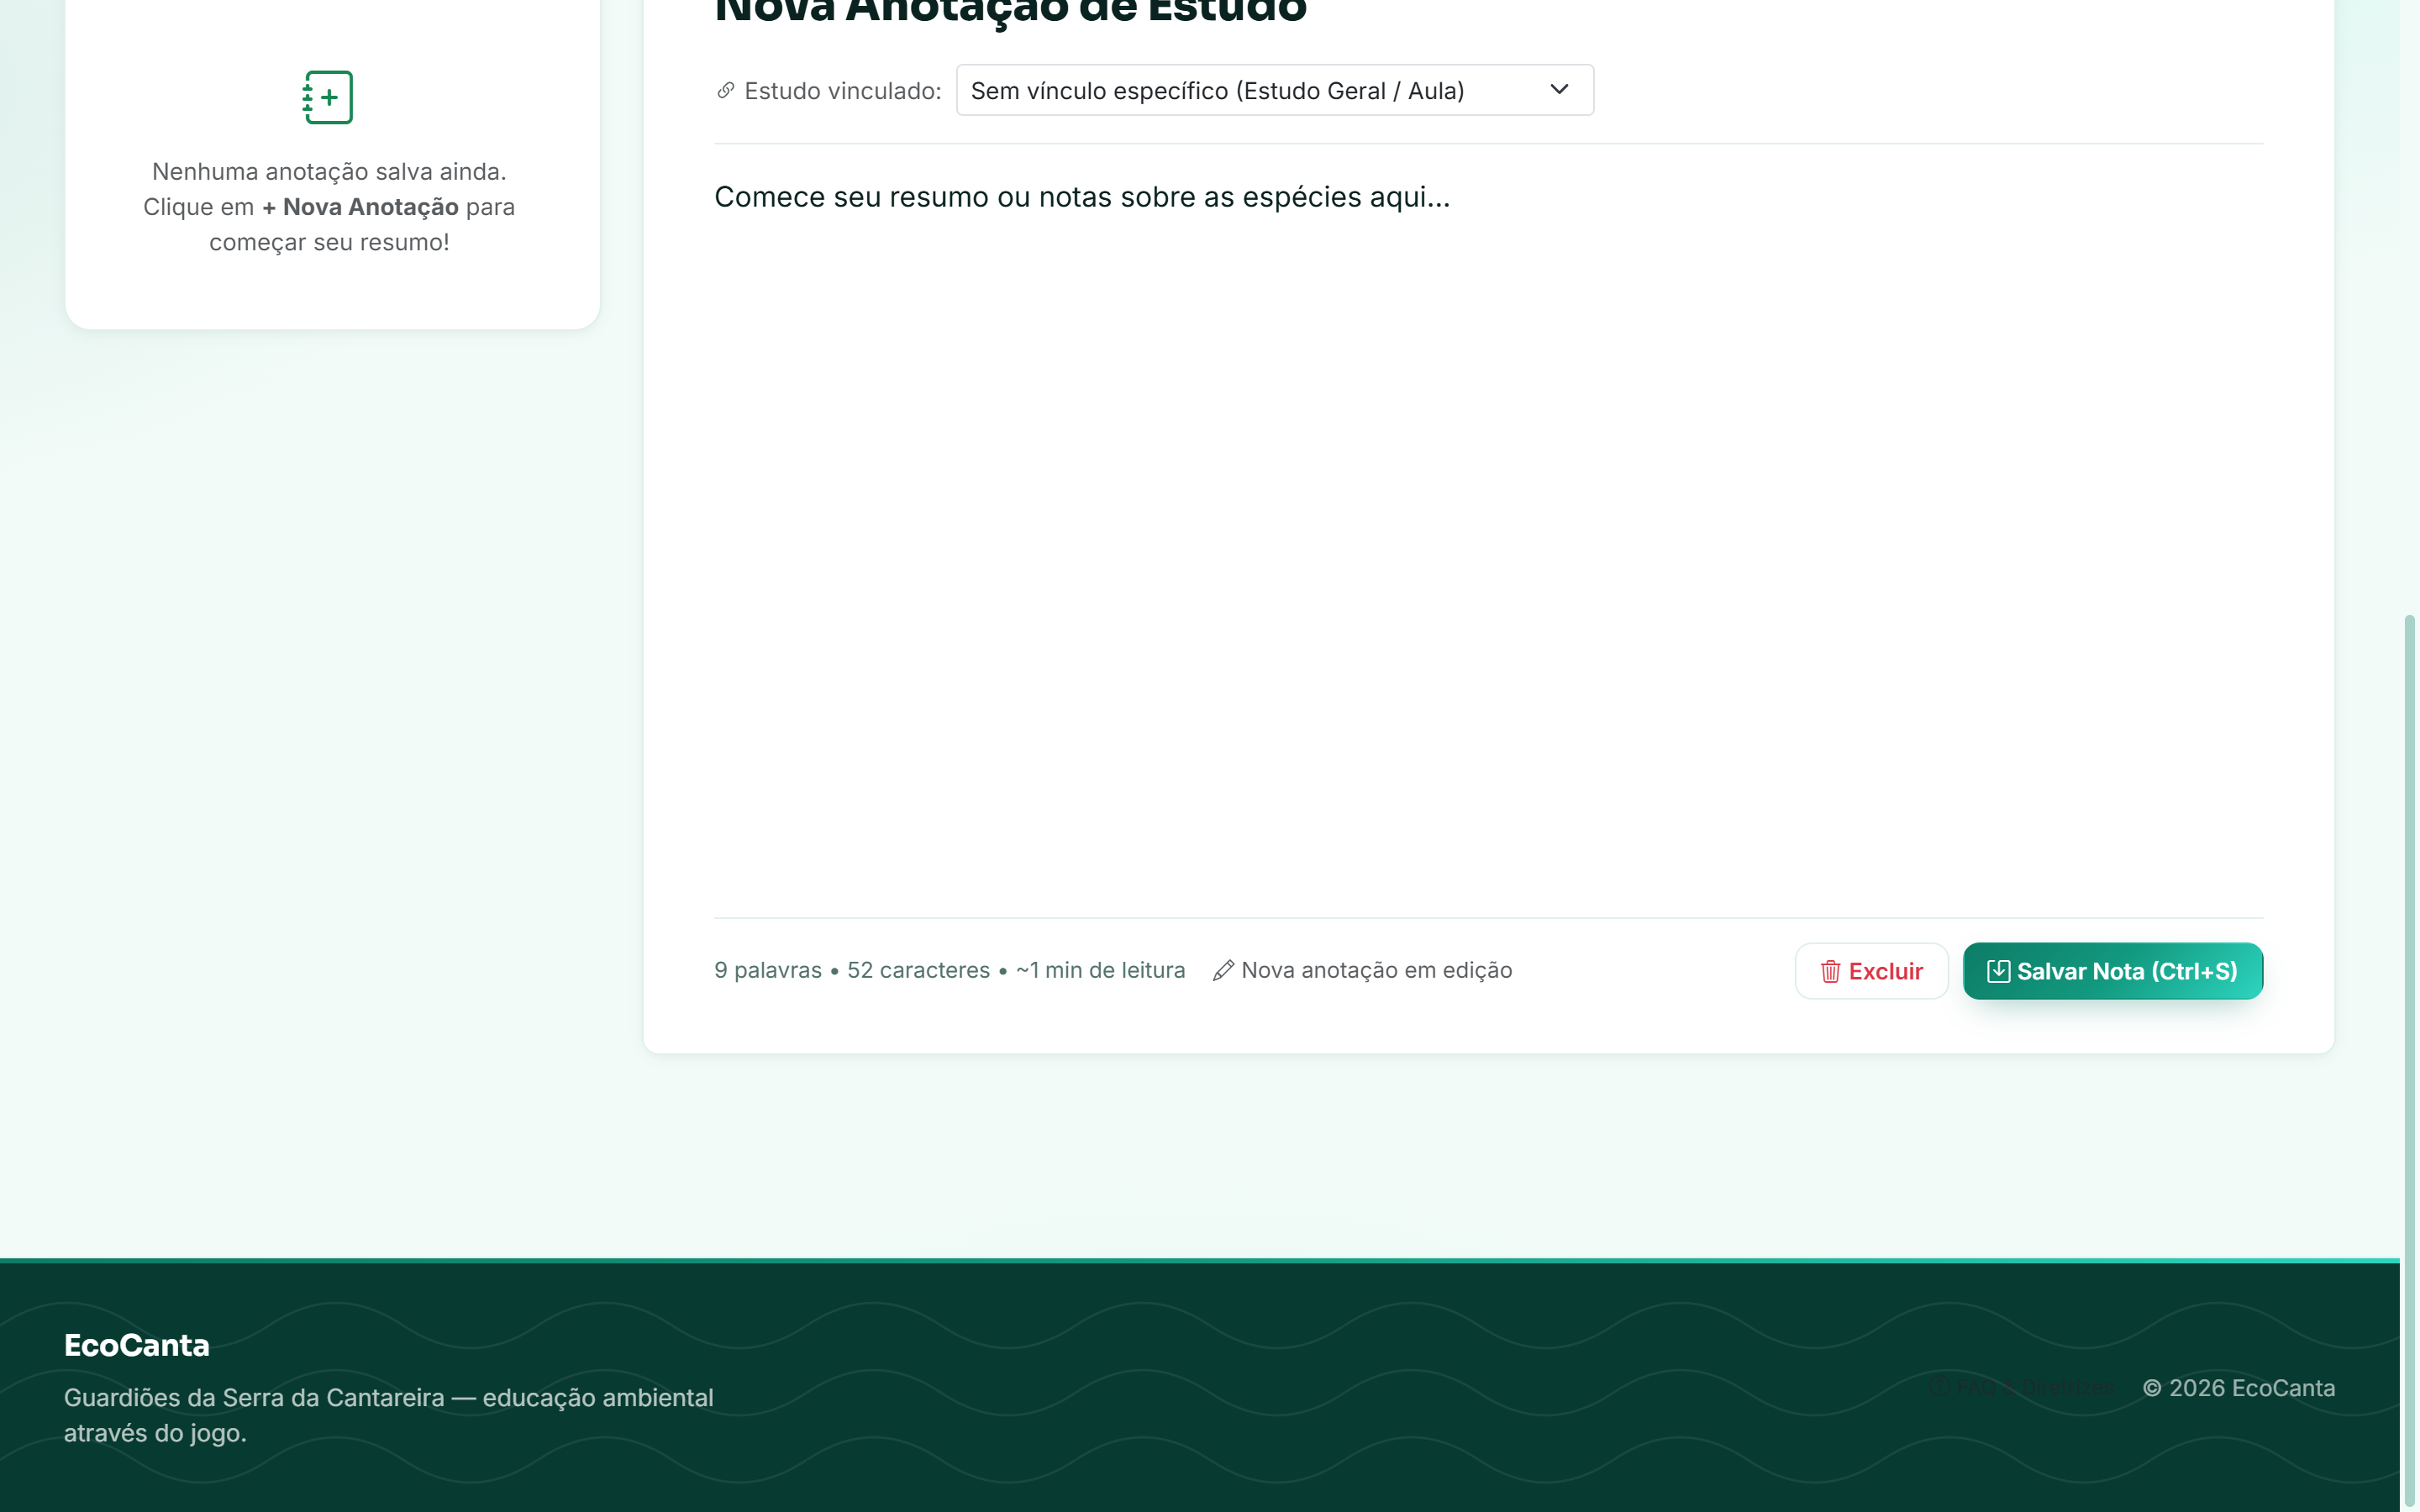 Nova Anotação de Estudo
Estudo vinculado: Sem vínculo específico (Estudo Geral / Aula)
Nenhuma anotação salva ainda.
Clique em + Nova Anotação para
começar seu resumo!
Comece seu resumo ou notas sobre as espécies aqui...
9 palavras • 52 caracteres • ~1 min de leitura Nova anotação em edição
Excluir
Salvar Nota (Ctrl+S)
EcoCanta
Guardiões da Serra da Cantareira — educação ambiental
através do jogo.
FAQ & Diretrizes
© 2026 EcoCanta